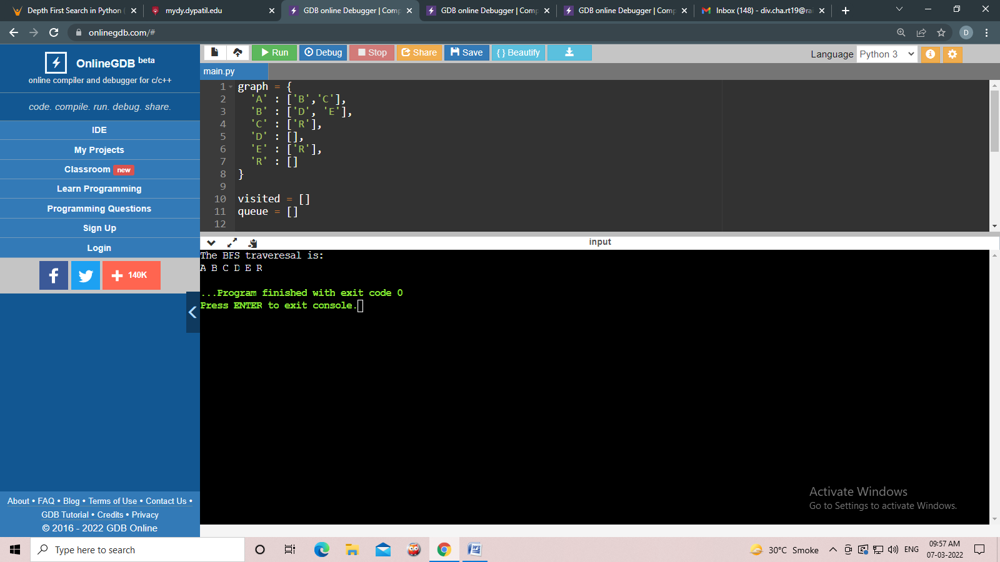 Depth First Search in Python (
mydy.dypatil.edu
GDB online Debugger | Comp
GDB online Debugger | Comp
GDB online Debugger | Comp
Inbox (148) - div.cha.rt19@ra
onlinegdb.com/#
D
OnlineGDB beta
online compiler and debugger for c/c++
code. compile. run. debug. share.
IDE
My Projects
Classroom new
Learn Programming
Programming Questions
Sign Up
Login
140K
About • FAQ • Blog • Terms of Use • Contact Us •
GDB Tutorial • Credits • Privacy
© 2016 - 2022 GDB Online
Run
Debug
Stop
Share
Save
{ } Beautify
Language Python 3
main.py
1 graph = {
2 'A' : ['B','C'],
3 'B' : ['D', 'E'],
4 'C' : ['R'],
5 'D' : [],
6 'E' : ['R'],
7 'R' : []
8 }
9
10 visited = []
11 queue = []
12
input
The BFS traveresal is:
A B C D E R
...Program finished with exit code 0
Press ENTER to exit console.
Activate Windows
Go to Settings to activate Windows.
Type here to search
30°C Smoke
ENG
09:57 AM
07-03-2022